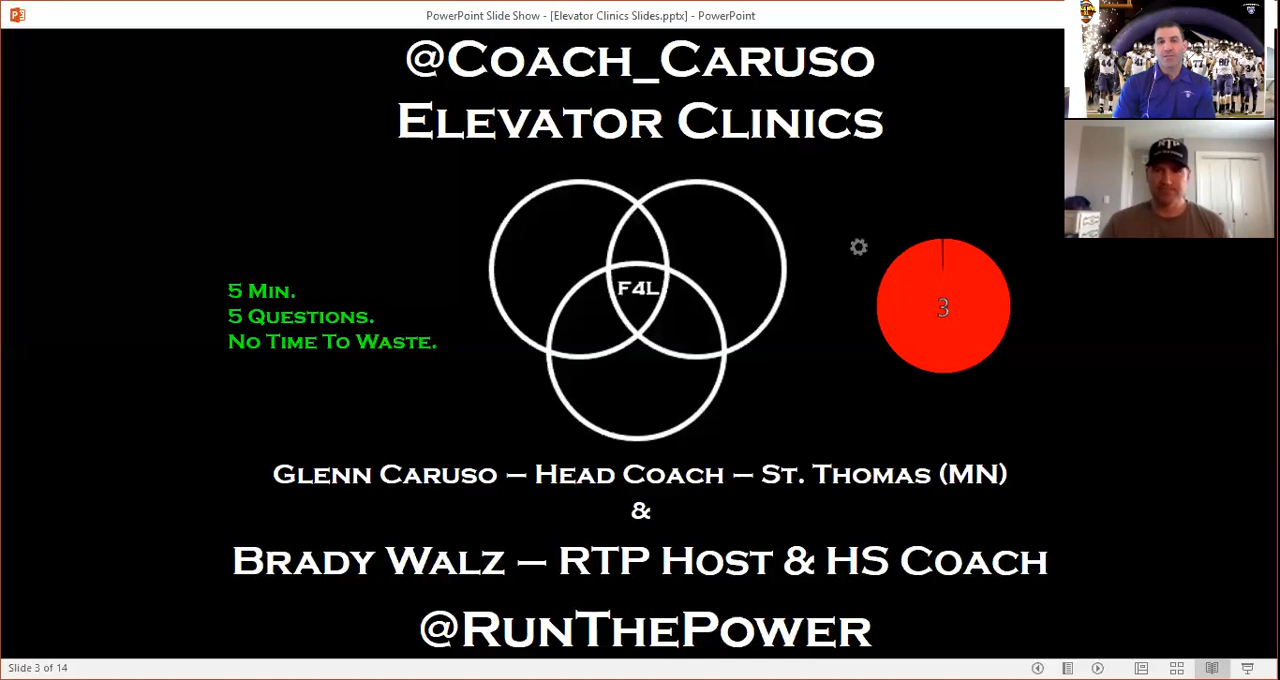 PowerPoint Slide Show - [Elevator Clinics Slides.pptx] - PowerPoint
@Coach_Caruso
Elevator Clinics
5 Min.
5 Questions.
No Time To Waste.
F4L
3
Glenn Caruso – Head Coach – St. Thomas (MN)
&
Brady Walz – RTP Host & HS Coach
@RunThePower
Slide 3 of 14